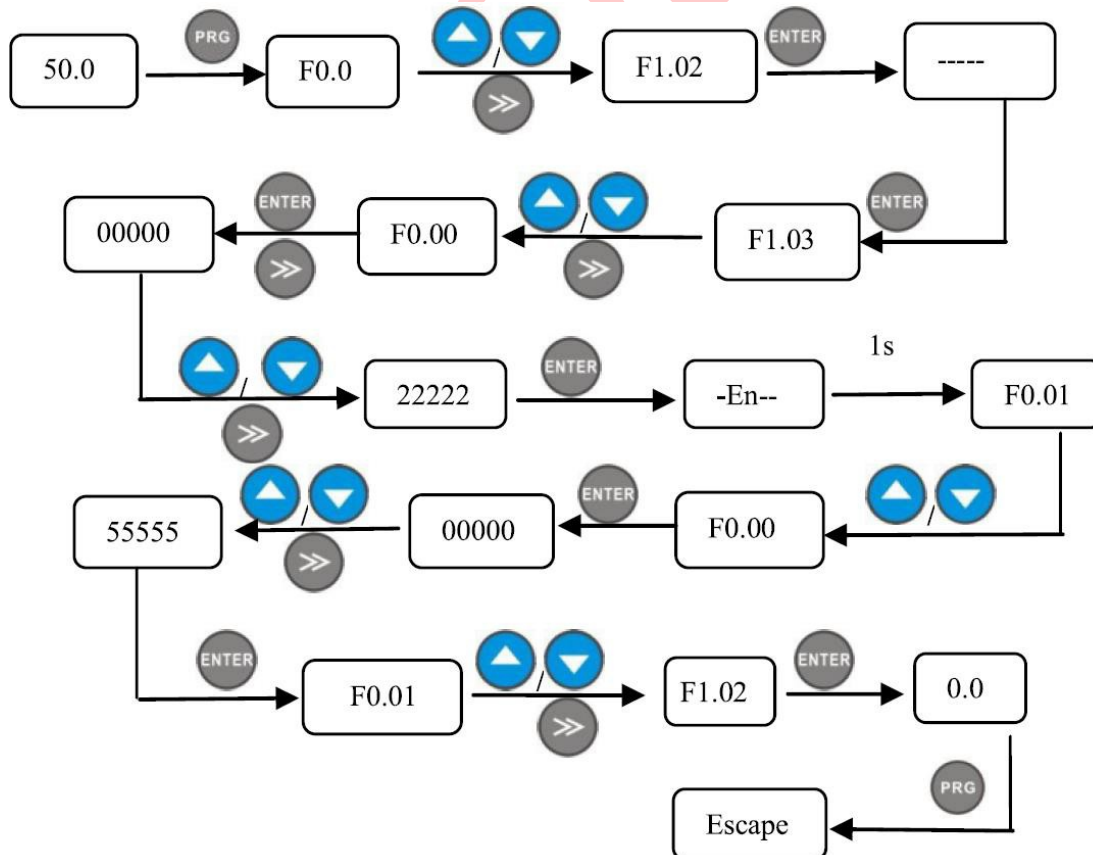 50.0
PRG
F0.0
/
F1.02
ENTER
-----
00000
ENTER
F0.00
/
F1.03
ENTER
/
22222
ENTER
-En--
1s
F0.01
55555
/
00000
ENTER
F0.00
/
ENTER
F0.01
/
F1.02
ENTER
0.0
Escape
PRG